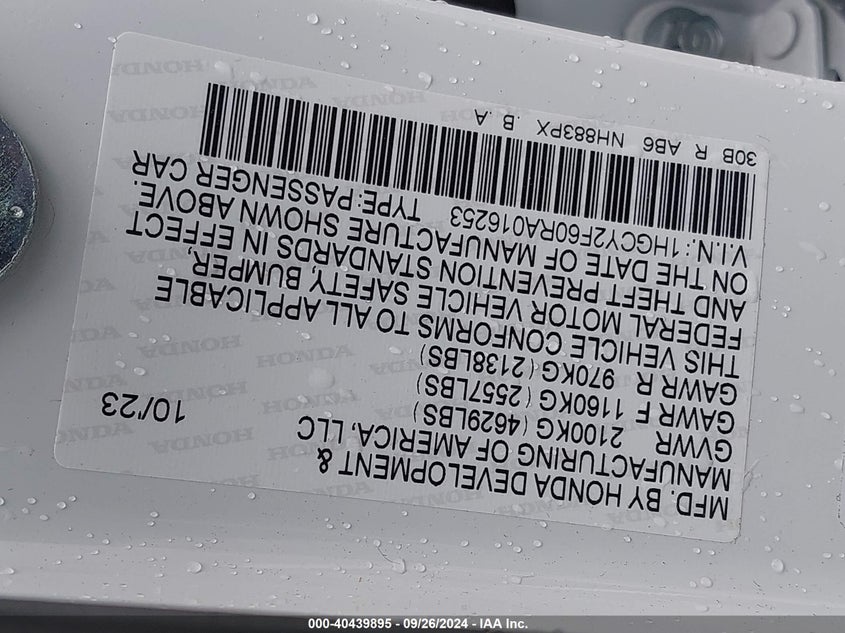 MFD. BY HONDA DEVELOPMENT &
MANUFACTURING OF AMERICA, LLC
10/23
GVWR 2100KG (4629LBS)
GAWR F 1160KG (2557LBS)
GAWR R 970KG (2138LBS)
THIS VEHICLE CONFORMS TO ALL APPLICABLE
FEDERAL MOTOR VEHICLE SAFETY, BUMPER,
AND THEFT PREVENTION STANDARDS IN EFFECT
ON THE DATE OF MANUFACTURE SHOWN ABOVE.
V.I.N.: 1HGCY2F60RA016253 TYPE: PASSENGER CAR
30B R AB6 NH883PX .B .A
HONDA HONDA HONDA
000-40439895 - 09/26/2024 - IAA Inc.